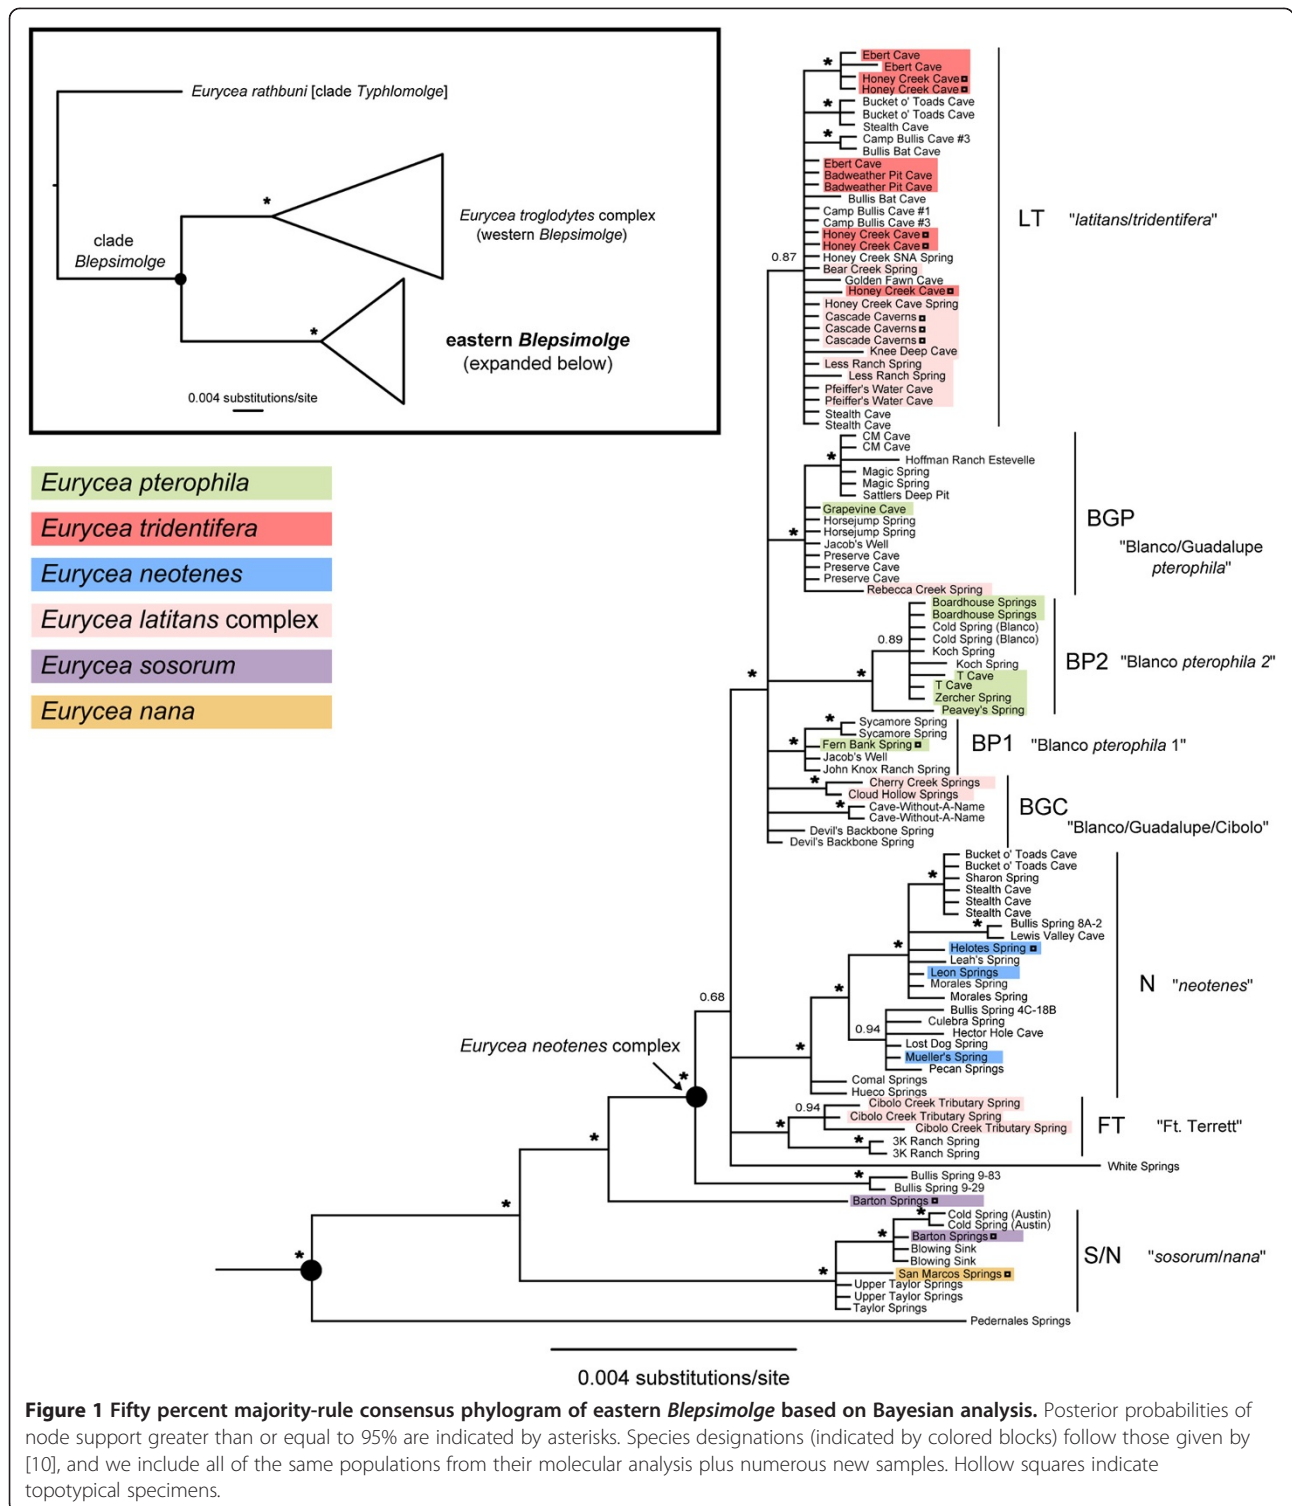 Eurycea rathbuni [clade Typhlomolge]
*
Eurycea troglodytes complex
(western Blepsimolge)
clade
Blepsimolge
*
eastern Blepsimolge
(expanded below)
0.004 substitutions/site
Eurycea pterophila
Eurycea tridentifera
Eurycea neotenes
Eurycea latitans complex
Eurycea sosorum
Eurycea nana
*
Ebert Cave
Ebert Cave
Honey Creek Cave
Honey Creek Cave
*
Bucket o' Toads Cave
Bucket o' Toads Cave
Stealth Cave
*
Camp Bullis Cave #3
Bullis Bat Cave
Ebert Cave
Badweather Pit Cave
Badweather Pit Cave
Bullis Bat Cave
Camp Bullis Cave #1
Camp Bullis Cave #3
Honey Creek Cave
Honey Creek Cave
Honey Creek SNA Spring
0.87
Bear Creek Spring
Golden Fawn Cave
Honey Creek Cave
Honey Creek Cave Spring
Cascade Caverns
Cascade Caverns
Cascade Caverns
Knee Deep Cave
Less Ranch Spring
Less Ranch Spring
Pfeiffer's Water Cave
Pfeiffer's Water Cave
Stealth Cave
Stealth Cave
LT "latitans/tridentifera"
CM Cave
CM Cave
*
Hoffman Ranch Estevelle
Magic Spring
Magic Spring
Sattlers Deep Pit
Grapevine Cave
Horsejump Spring
Horsejump Spring
*
Jacob's Well
Preserve Cave
Preserve Cave
Preserve Cave
Rebecca Creek Spring
BGP
"Blanco/Guadalupe
pterophila"
Boardhouse Springs
Boardhouse Springs
Cold Spring (Blanco)
0.89
Cold Spring (Blanco)
Koch Spring
Koch Spring
*
*
T Cave
T Cave
Zercher Spring
Peavey's Spring
BP2 "Blanco pterophila 2"
*
Sycamore Spring
Sycamore Spring
*
Fern Bank Spring
Jacob's Well
John Knox Ranch Spring
BP1 "Blanco pterophila 1"
*
Cherry Creek Springs
Cloud Hollow Springs
*
Cave-Without-A-Name
Cave-Without-A-Name
Devil's Backbone Spring
Devil's Backbone Spring
BGC
"Blanco/Guadalupe/Cibolo"
Bucket o' Toads Cave
Bucket o' Toads Cave
*
Sharon Spring
Stealth Cave
Stealth Cave
Stealth Cave
*
Bullis Spring 8A-2
Lewis Valley Cave
*
Helotes Spring
Leah's Spring
Leon Springs
Morales Spring
Morales Spring
*
Bullis Spring 4C-18B
Culebra Spring
0.94
Hector Hole Cave
Lost Dog Spring
Mueller's Spring
Pecan Springs
*
Comal Springs
Hueco Springs
N "neotenes"
0.68
Eurycea neotenes complex
*
0.94
Cibolo Creek Tributary Spring
Cibolo Creek Tributary Spring
Cibolo Creek Tributary Spring
*
*
3K Ranch Spring
3K Ranch Spring
FT "Ft. Terrett"
White Springs
*
Bullis Spring 9-83
Bullis Spring 9-29
*
Barton Springs
*
*
Cold Spring (Austin)
Cold Spring (Austin)
*
Barton Springs
Blowing Sink
Blowing Sink
*
San Marcos Springs
Upper Taylor Springs
Upper Taylor Springs
Taylor Springs
S/N "sosorum/nana"
*
Pedernales Springs
0.004 substitutions/site
Figure 1 Fifty percent majority-rule consensus phylogram of eastern Blepsimolge based on Bayesian analysis. Posterior probabilities of
node support greater than or equal to 95% are indicated by asterisks. Species designations (indicated by colored blocks) follow those given by
[10], and we include all of the same populations from their molecular analysis plus numerous new samples. Hollow squares indicate
topotypical specimens.